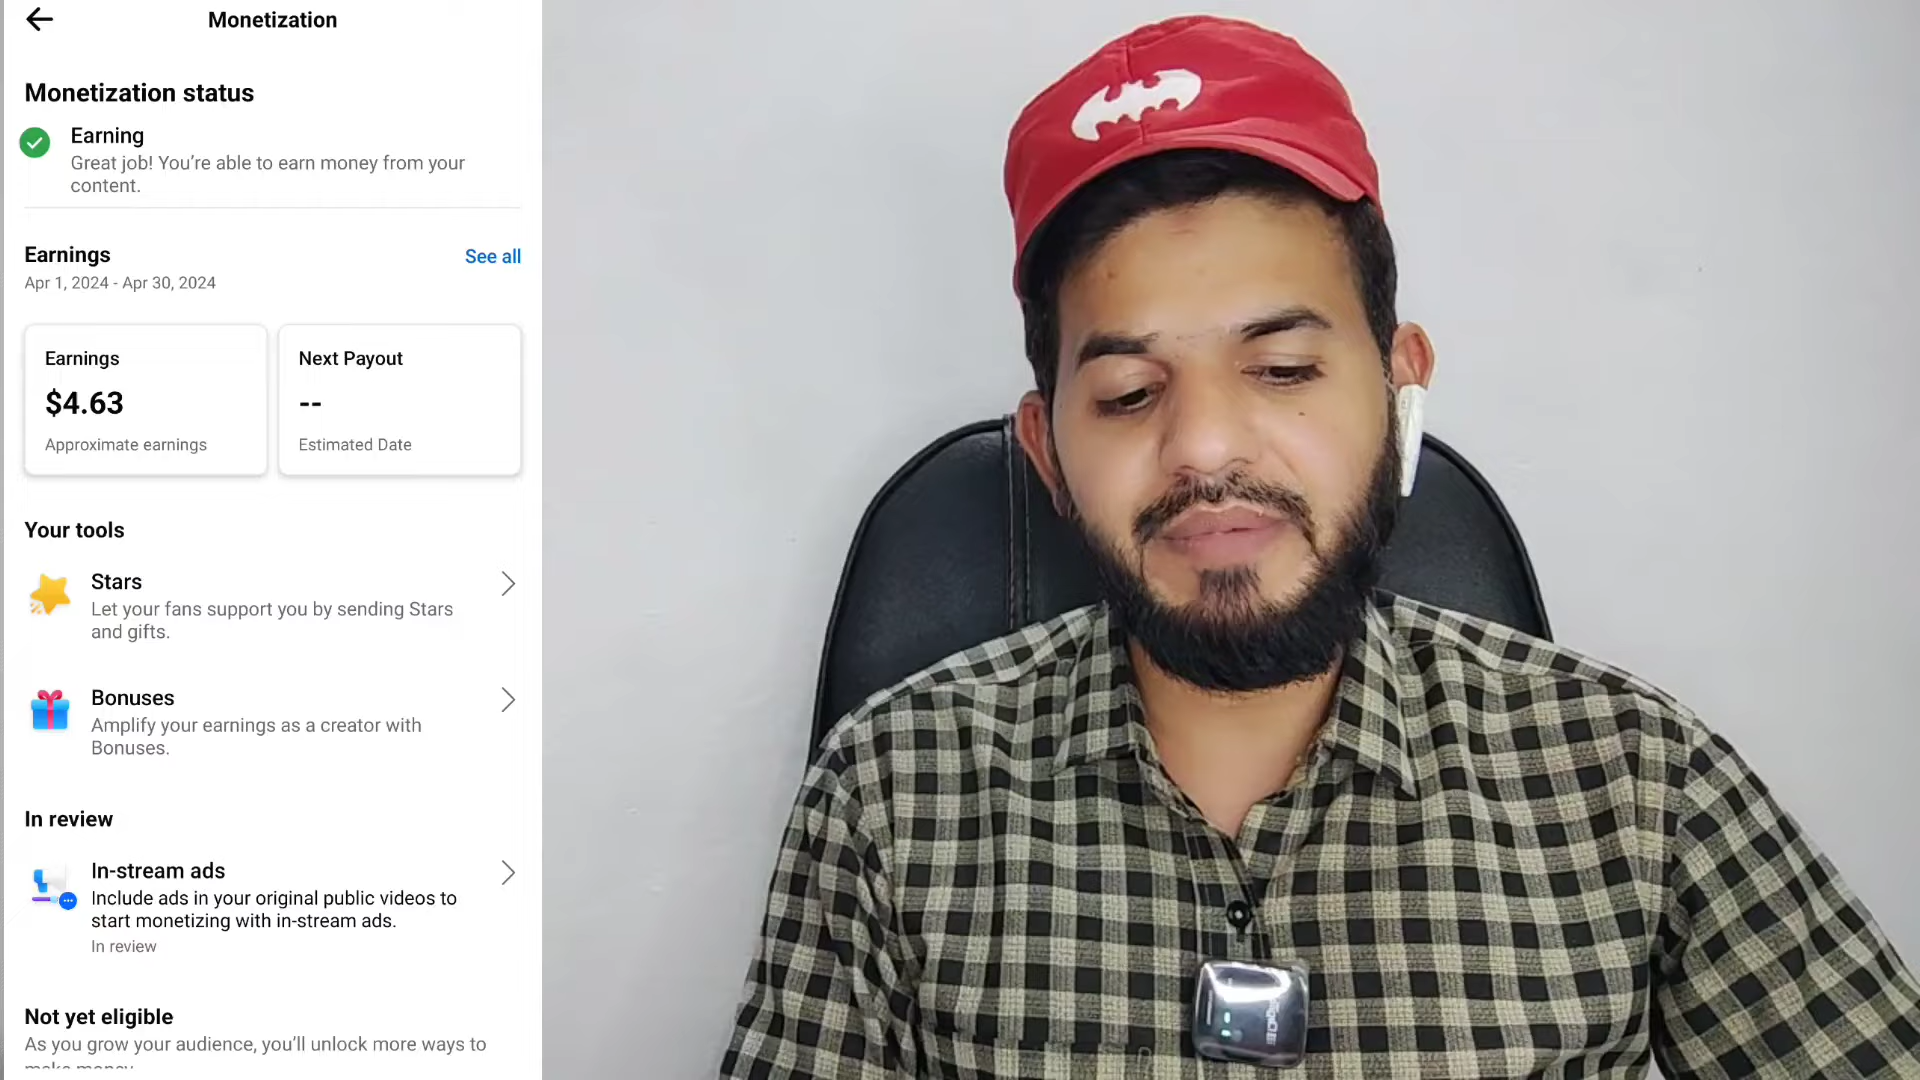 Monetization
Monetization status
Earning
Great job! You’re able to earn money from your
content.
Earnings
See all
Apr 1, 2024 - Apr 30, 2024
Earnings
$4.63
Approximate earnings
Next Payout
--
Estimated Date
Your tools
Stars
Let your fans support you by sending Stars
and gifts.
Bonuses
Amplify your earnings as a creator with
Bonuses.
In review
In-stream ads
Include ads in your original public videos to
start monetizing with in-stream ads.
In review
Not yet eligible
As you grow your audience, you’ll unlock more ways to
make money.